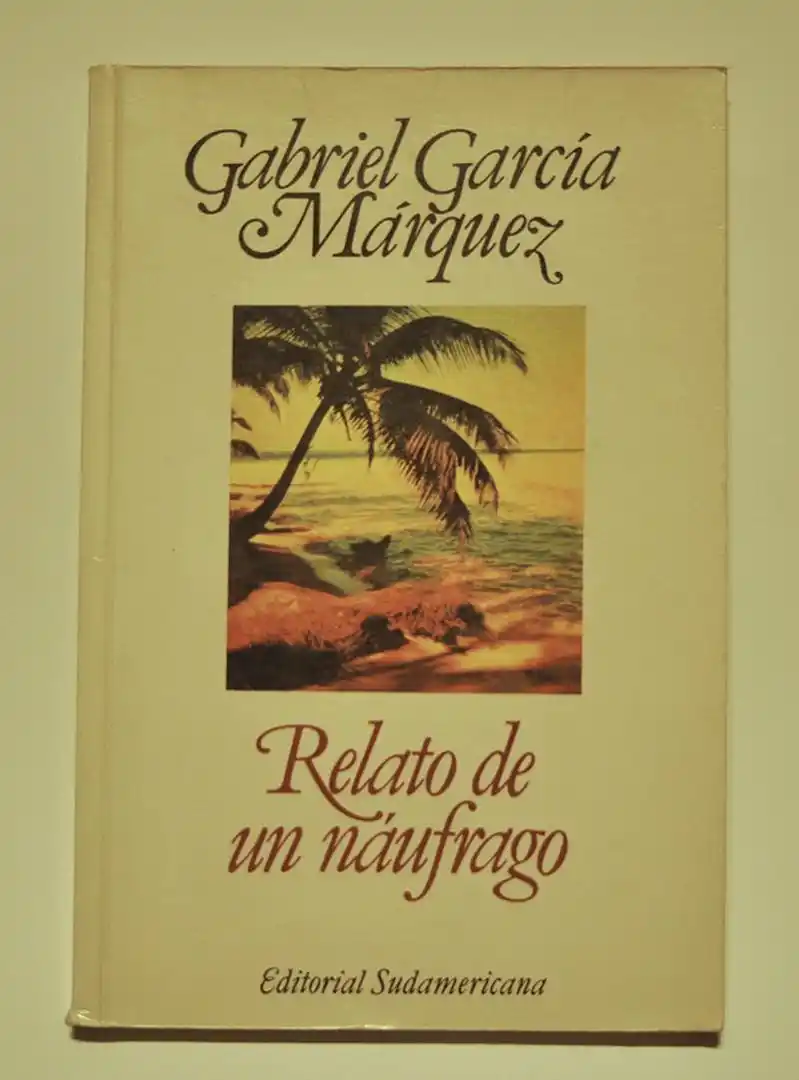 Gabriel García
Márquez
Relato de
un náufrago
Editorial Sudamericana